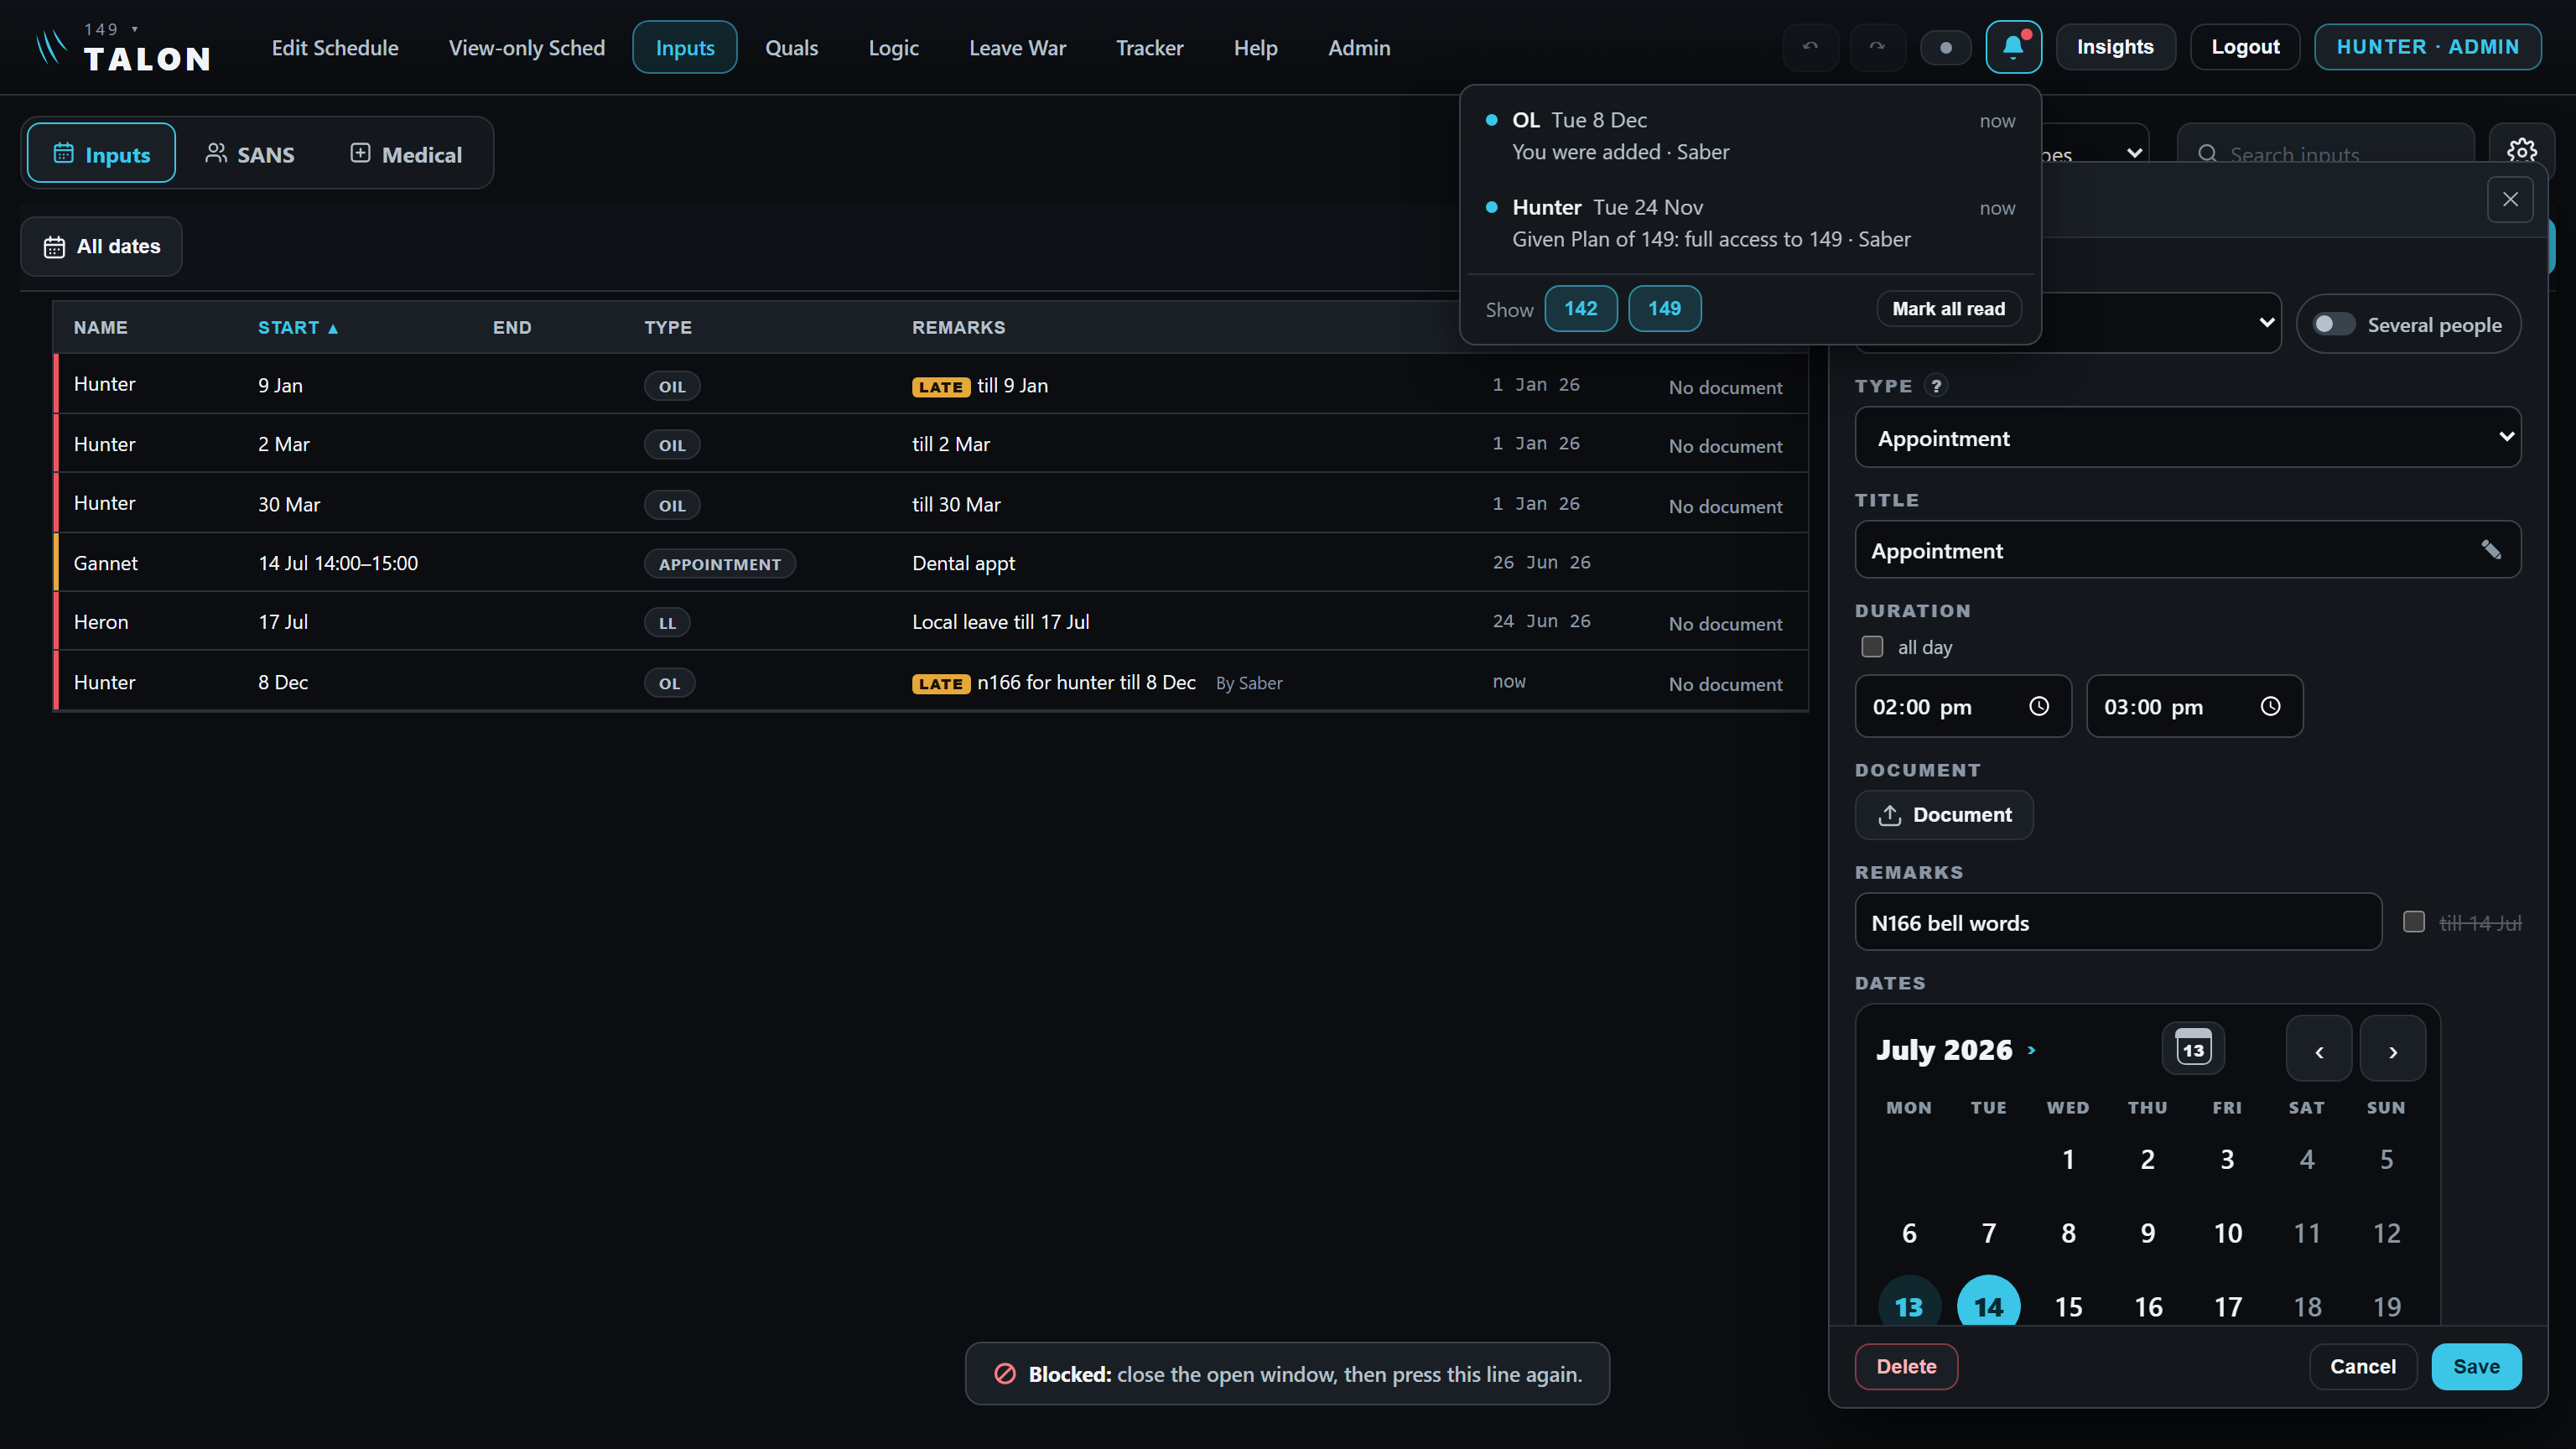 149 ▾
TALON
Edit Schedule
View-only Sched
Inputs
Quals
Logic
Leave War
Tracker
Help
Admin
Insights
Logout
HUNTER · ADMIN
Inputs
SANS
Medical
Search inputs
All dates
OL Tue 8 Dec now
You were added · Saber
Hunter Tue 24 Nov now
Given Plan of 149: full access to 149 · Saber
Show 142 149 Mark all read
NAME START ▲ END TYPE REMARKS
Hunter 9 Jan OIL LATE till 9 Jan 1 Jan 26 No document
Hunter 2 Mar OIL till 2 Mar 1 Jan 26 No document
Hunter 30 Mar OIL till 30 Mar 1 Jan 26 No document
Gannet 14 Jul 14:00–15:00 APPOINTMENT Dental appt 26 Jun 26
Heron 17 Jul LL Local leave till 17 Jul 24 Jun 26 No document
Hunter 8 Dec OL LATE n166 for hunter till 8 Dec By Saber now No document
Several people
TYPE ?
Appointment
TITLE
Appointment
DURATION
all day
02:00 pm 03:00 pm
DOCUMENT
Document
REMARKS
N166 bell words till 14 Jul
DATES
July 2026 › 13 ‹ ›
MON TUE WED THU FRI SAT SUN
1 2 3 4 5
6 7 8 9 10 11 12
13 14 15 16 17 18 19
Delete Cancel Save
Blocked: close the open window, then press this line again.